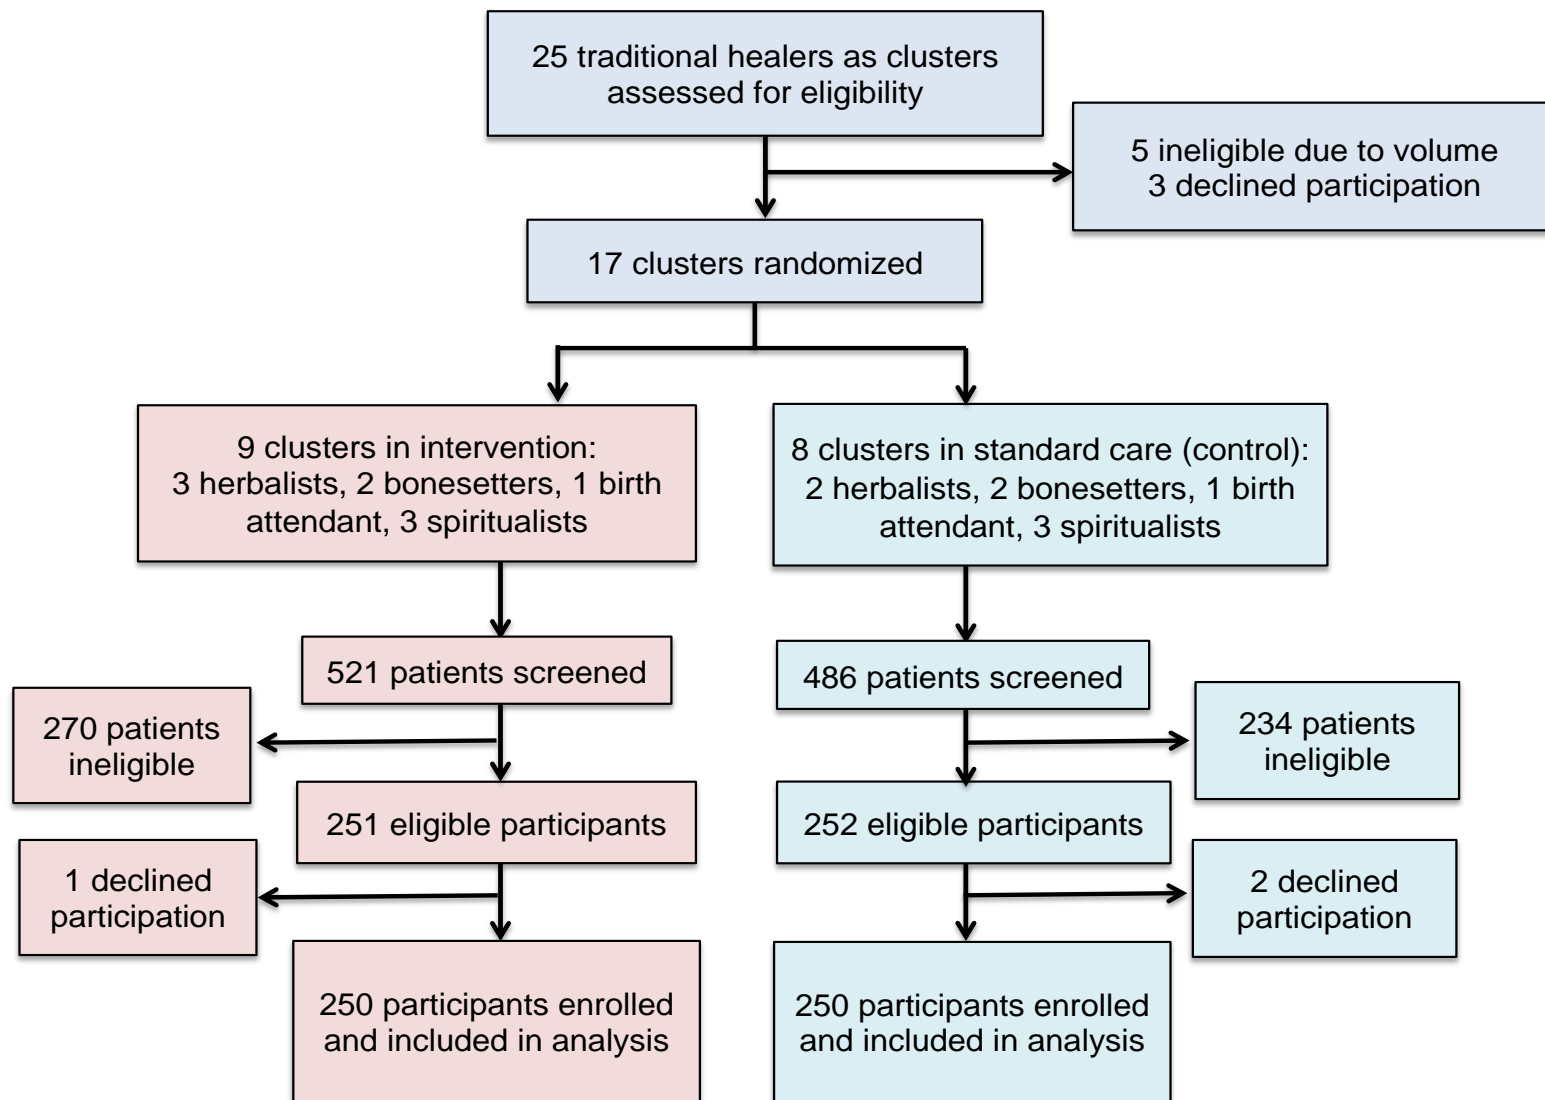 25 traditional healers as clusters
assessed for eligibility
5 ineligible due to volume
3 declined participation
17 clusters randomized
9 clusters in intervention:
3 herbalists, 2 bonesetters, 1 birth
attendant, 3 spiritualists
8 clusters in standard care (control):
2 herbalists, 2 bonesetters, 1 birth
attendant, 3 spiritualists
521 patients screened
486 patients screened
270 patients
ineligible
234 patients
ineligible
251 eligible participants
252 eligible participants
1 declined
participation
2 declined
participation
250 participants enrolled
and included in analysis
250 participants enrolled
and included in analysis